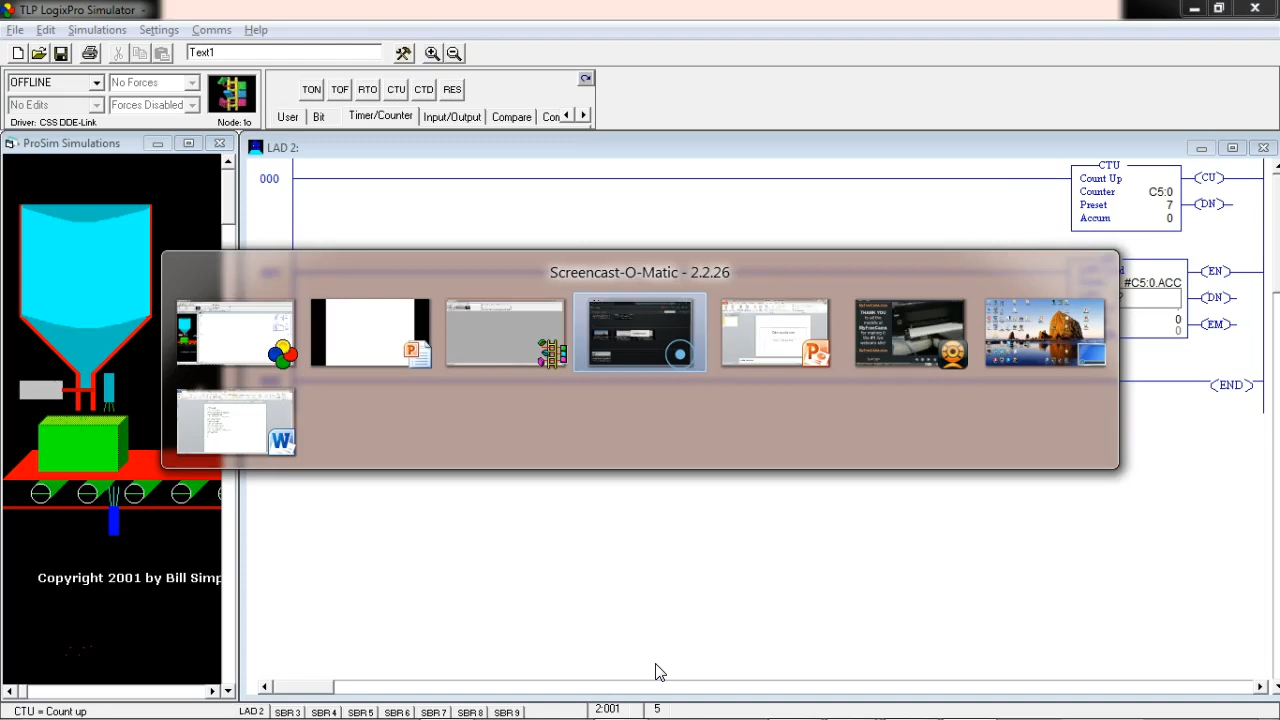 TLP LogixPro Simulator -
File Edit Simulations Settings Comms Help
Text1
OFFLINE No Forces
No Edits Forces Disabled
Driver: CSS DDE-Link Node: 1o
TON TOF RTO CTU CTD RES
User Bit Timer/Counter Input/Output Compare Con
ProSim Simulations
LAD 2:
000
CTU
Count Up
Counter C5:0
Preset 7
Accum 0
CU
DN
Screencast-O-Matic - 2.2.26
d
#C5:0.ACC
0
0
EN
DN
EM
END
THANK YOU
W
Copyright 2001 by Bill Simp
CTU = Count up
LAD 2 SBR 3 SBR 4 SBR 5 SBR 6 SBR 7 SBR 8 SBR 9
2:001 5